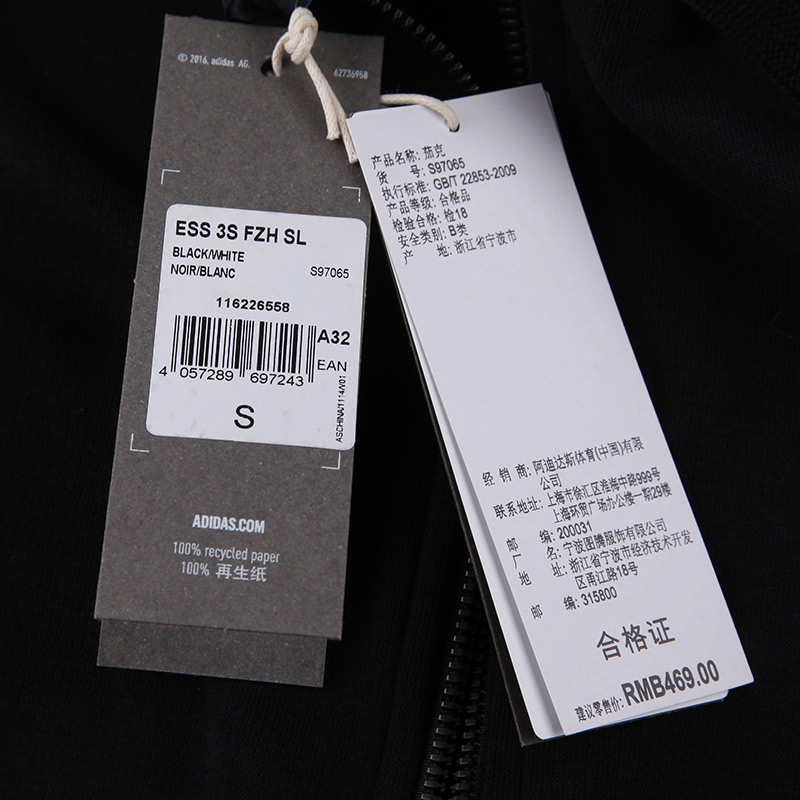 © 2016, adidas AG.
62736958
ESS 3S FZH SL
BLACK/WHITE
NOIR/BLANC
S97065
116226558
A32
EAN
4 057289 697243
S
ASCHINA/1114/V01
ADIDAS.COM
100% recycled paper
100% 再生纸
产品名称: 茄克
货 号: S97065
执行标准: GB/T 22853-2009
产品等级: 合格品
检验合格: 检18
安全类别: B类
产 地: 浙江省宁波市
经 销 商: 阿迪达斯体育(中国)有限
公司
联系地址: 上海市徐汇区淮海中路999号
上海环贸广场办公楼一期29楼
邮 编: 200031
厂 名: 宁波图腾服饰有限公司
地 址: 浙江省宁波市经济技术开发
区甬江路18号
邮 编: 315800
合格证
建议零售价: RMB469.00